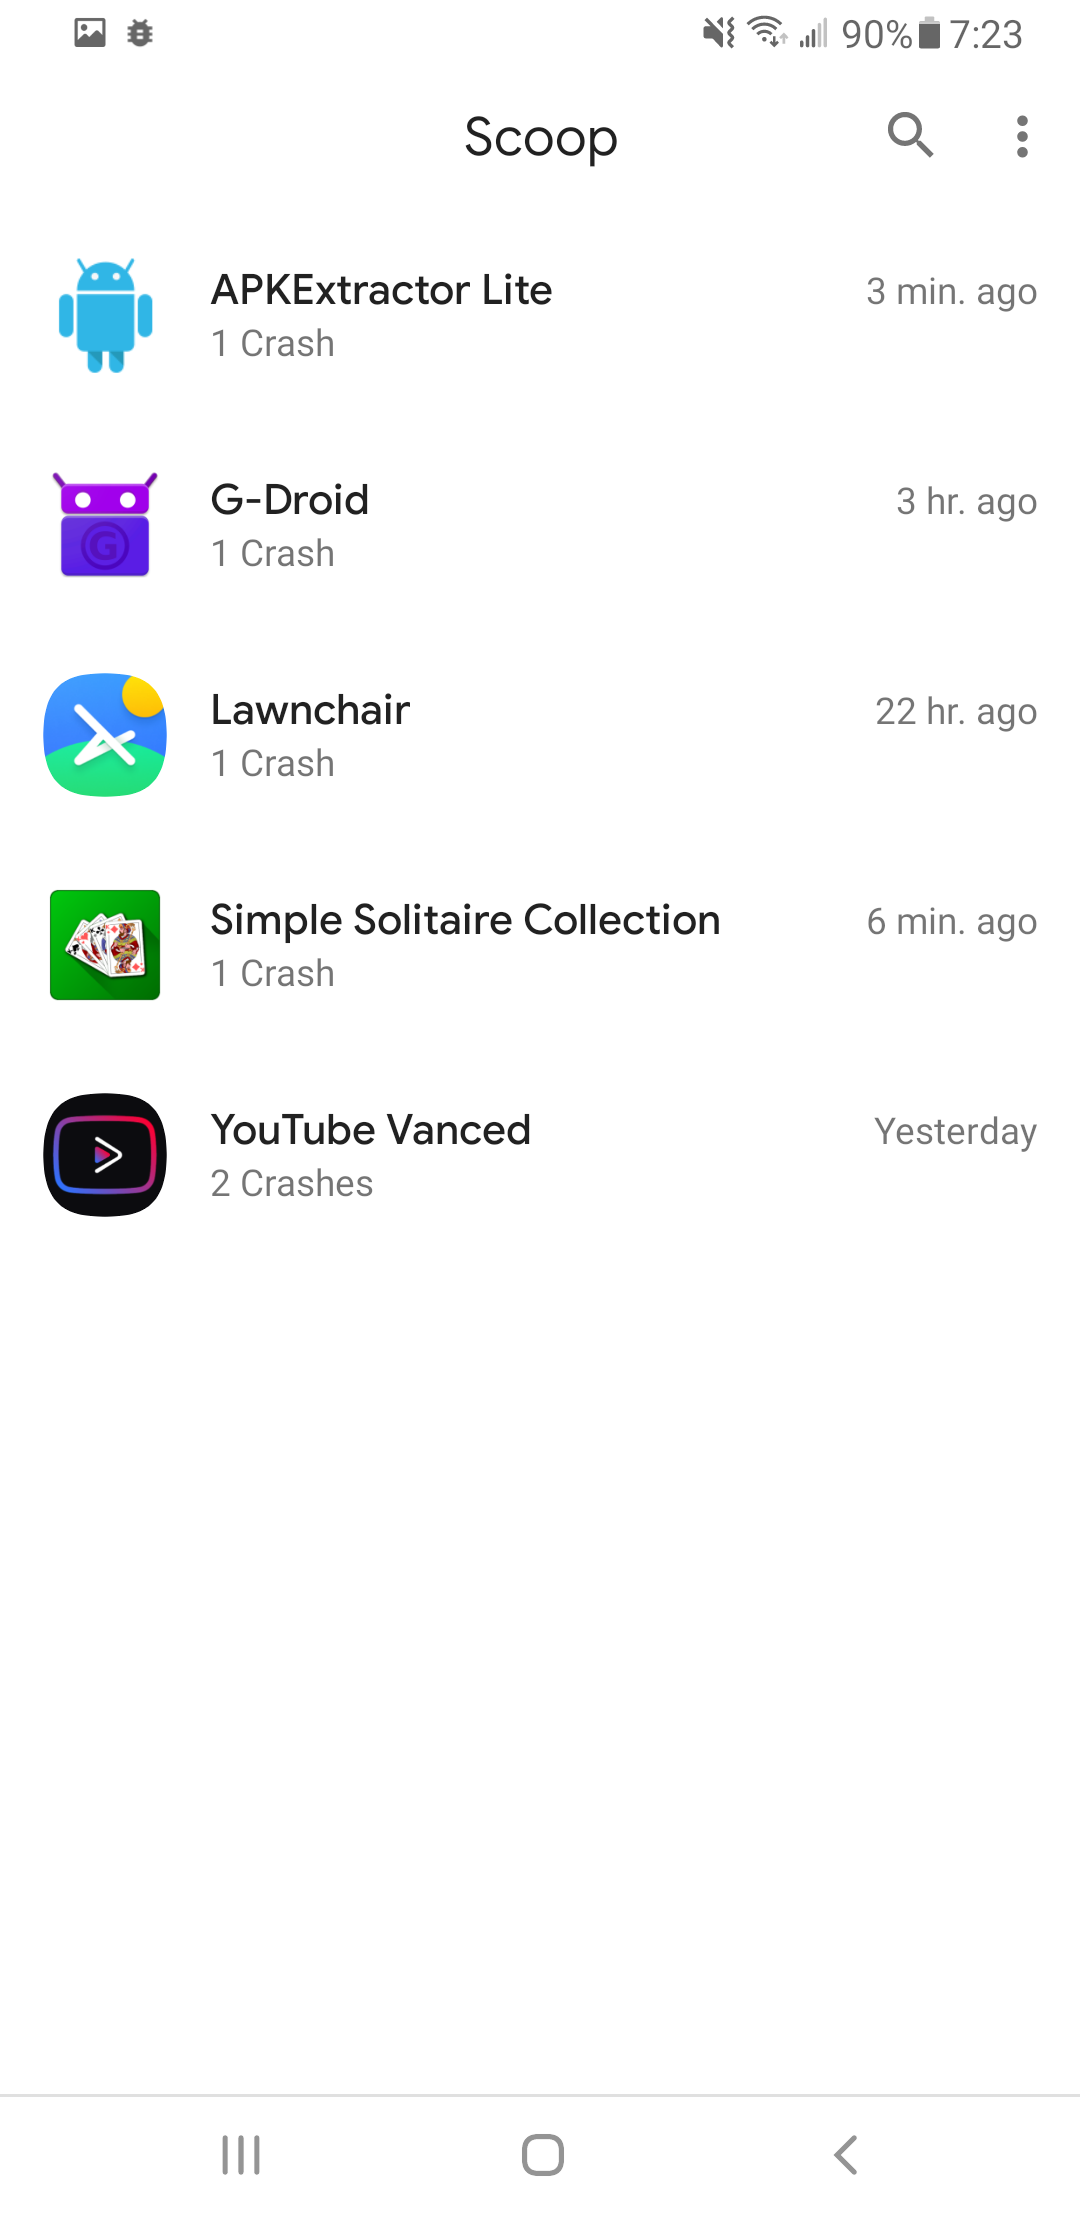 90% 7:23
Scoop
APKExtractor Lite 3 min. ago
1 Crash
G-Droid 3 hr. ago
1 Crash
G
Lawnchair 22 hr. ago
1 Crash
Simple Solitaire Collection 6 min. ago
1 Crash
YouTube Vanced Yesterday
2 Crashes